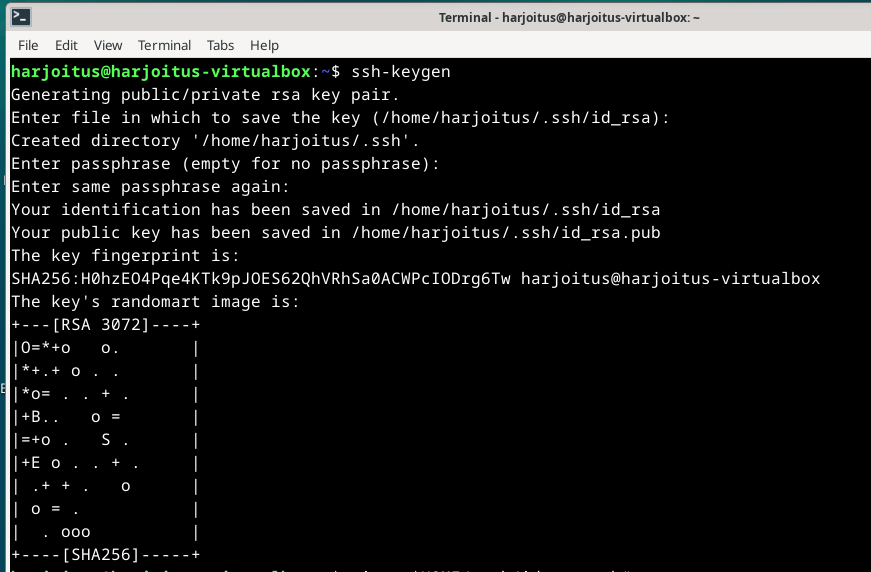 Terminal - harjoitus@harjoitus-virtualbox: ~
File Edit View Terminal Tabs Help
harjoitus@harjoitus-virtualbox:~$ ssh-keygen
Generating public/private rsa key pair.
Enter file in which to save the key (/home/harjoitus/.ssh/id_rsa):
Created directory '/home/harjoitus/.ssh'.
Enter passphrase (empty for no passphrase):
Enter same passphrase again:
Your identification has been saved in /home/harjoitus/.ssh/id_rsa
Your public key has been saved in /home/harjoitus/.ssh/id_rsa.pub
The key fingerprint is:
SHA256:H0hzEO4Pqe4KTk9pJOES62QhVRhSa0ACWPcIODrg6Tw harjoitus@harjoitus-virtualbox
The key's randomart image is:
+---[RSA 3072]----+
|O=*+o   o.       |
|*+.+ o . .       |
|*o= . . + .      |
|+B..   o =       |
|=+o .   S .      |
|+E o . . + .     |
| .+ + .   o      |
| o = .           |
|  . ooo          |
+----[SHA256]-----+